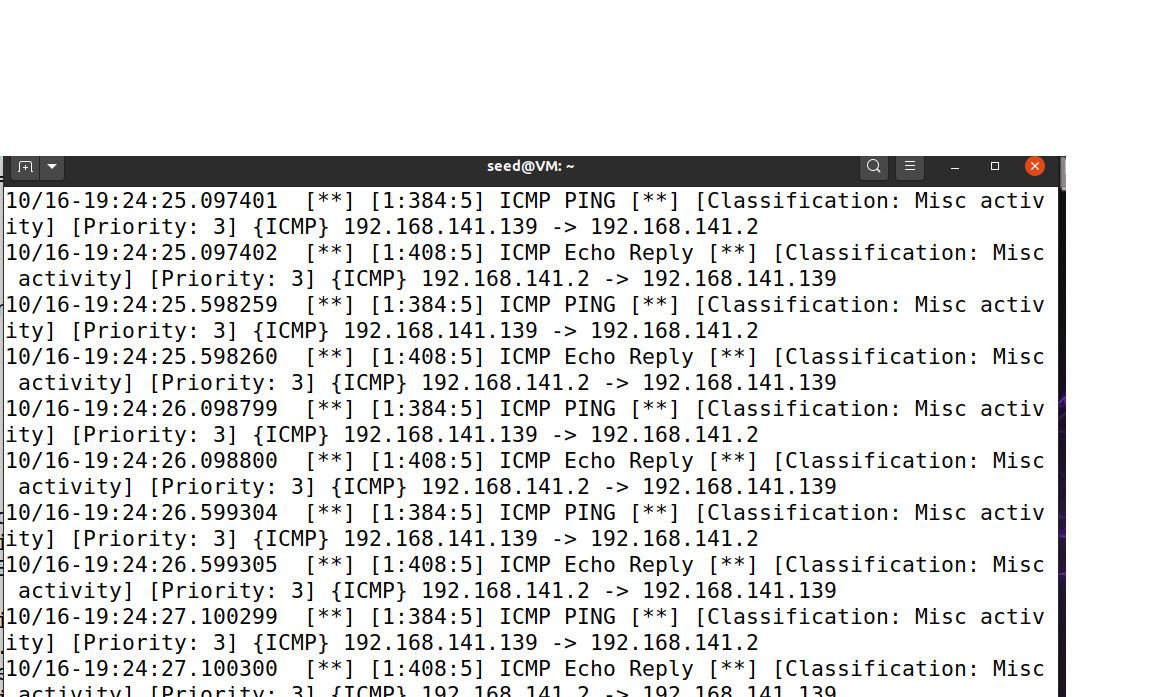 seed@VM: ~
10/16-19:24:25.097401  [**] [1:384:5] ICMP PING [**] [Classification: Misc activ
ity] [Priority: 3] {ICMP} 192.168.141.139 -> 192.168.141.2
10/16-19:24:25.097402  [**] [1:408:5] ICMP Echo Reply [**] [Classification: Misc
 activity] [Priority: 3] {ICMP} 192.168.141.2 -> 192.168.141.139
10/16-19:24:25.598259  [**] [1:384:5] ICMP PING [**] [Classification: Misc activ
ity] [Priority: 3] {ICMP} 192.168.141.139 -> 192.168.141.2
10/16-19:24:25.598260  [**] [1:408:5] ICMP Echo Reply [**] [Classification: Misc
 activity] [Priority: 3] {ICMP} 192.168.141.2 -> 192.168.141.139
10/16-19:24:26.098799  [**] [1:384:5] ICMP PING [**] [Classification: Misc activ
ity] [Priority: 3] {ICMP} 192.168.141.139 -> 192.168.141.2
10/16-19:24:26.098800  [**] [1:408:5] ICMP Echo Reply [**] [Classification: Misc
 activity] [Priority: 3] {ICMP} 192.168.141.2 -> 192.168.141.139
10/16-19:24:26.599304  [**] [1:384:5] ICMP PING [**] [Classification: Misc activ
ity] [Priority: 3] {ICMP} 192.168.141.139 -> 192.168.141.2
10/16-19:24:26.599305  [**] [1:408:5] ICMP Echo Reply [**] [Classification: Misc
 activity] [Priority: 3] {ICMP} 192.168.141.2 -> 192.168.141.139
10/16-19:24:27.100299  [**] [1:384:5] ICMP PING [**] [Classification: Misc activ
ity] [Priority: 3] {ICMP} 192.168.141.139 -> 192.168.141.2
10/16-19:24:27.100300  [**] [1:408:5] ICMP Echo Reply [**] [Classification: Misc
 activity] [Priority: 3] {ICMP} 192.168.141.2 -> 192.168.141.139